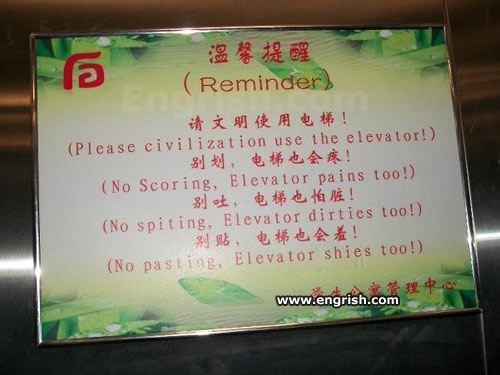 温馨提醒
(Reminder)
Engrish.com
请文明使用电梯!
(Please civilization use the elevator!)
别划，电梯也会疼!
(No Scoring, Elevator pains too!)
别吐，电梯也怕脏!
(No spiting, Elevator dirties too!)
别贴，电梯也会羞!
(No pasting, Elevator shies too!)
学生公寓管理中心
www.engrish.com